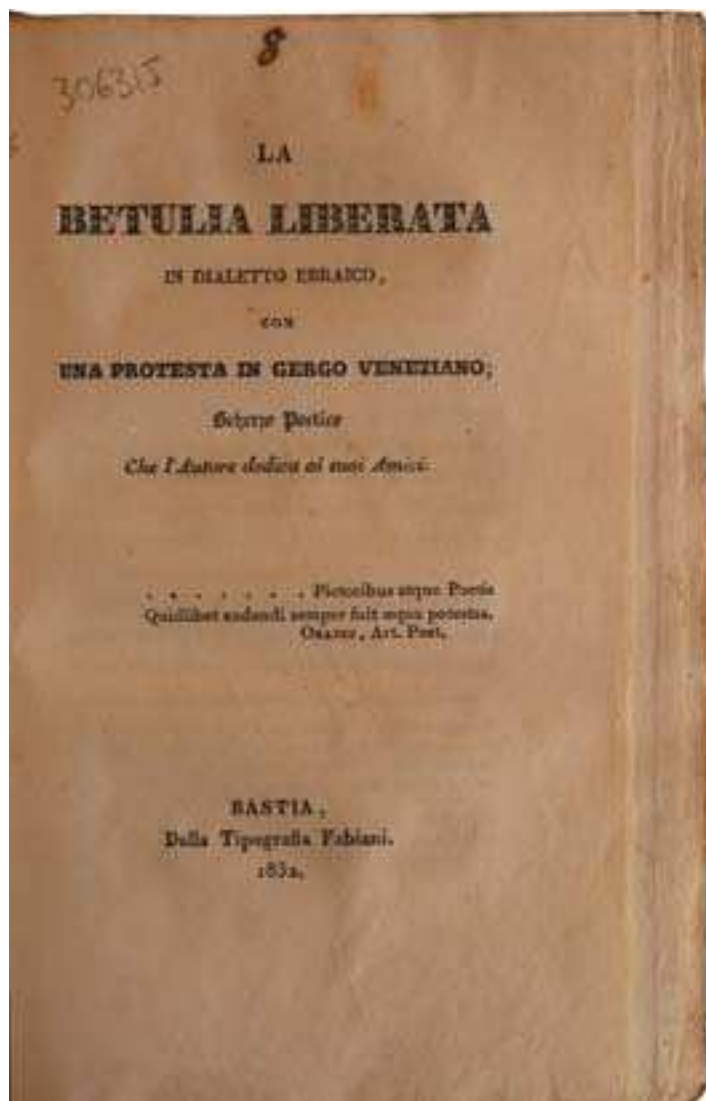 8
306315
LA
BETULIA LIBERATA
IN DIALETTO EBRAICO,
CON
UNA PROTESTA IN GERGO VENEZIANO;
Scherzo Poetico
Che l'Autore dedica ai suoi Amici.
. . . . . . . Pictoribus atque Poetis
Quidlibet audendi semper fuit æqua potestas.
ORAZIO, Art. Poet.
BASTIA,
Dalla Tipografia Fabiani.
1832.